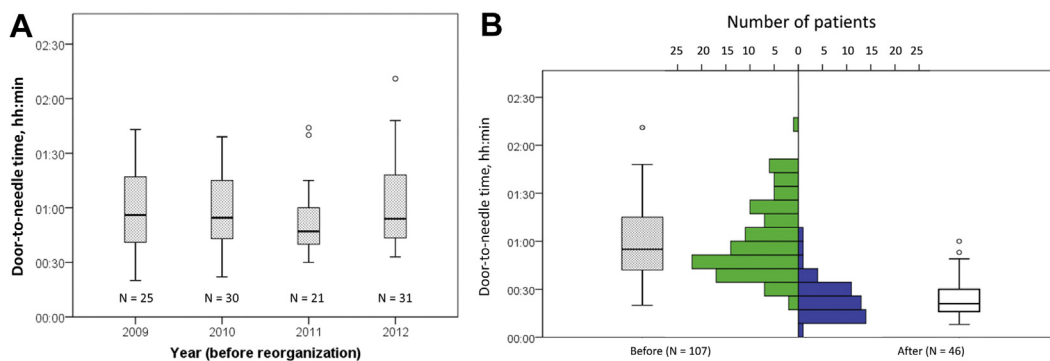 A
Door-to-needle time, hh:min
02:30
02:00
01:30
01:00
00:30
00:00
N = 25 N = 30 N = 21 N = 31
2009 2010 2011 2012
Year (before reorganization)
B
Number of patients
25 20 15 10 5 0 5 10 15 20 25
Door-to-needle time, hh:min
02:30
02:00
01:30
01:00
00:30
00:00
Before (N = 107) After (N = 46)